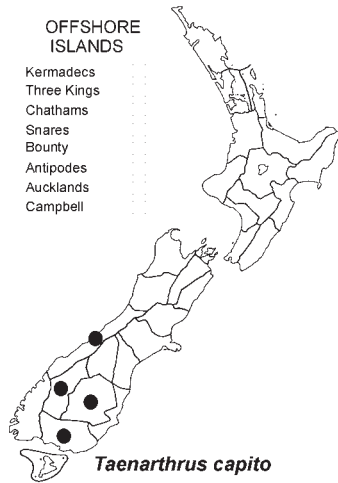 OFFSHORE
ISLANDS
Kermadecs
Three Kings
Chathams
Snares
Bounty
Antipodes
Aucklands
Campbell
Taenarthrus capito